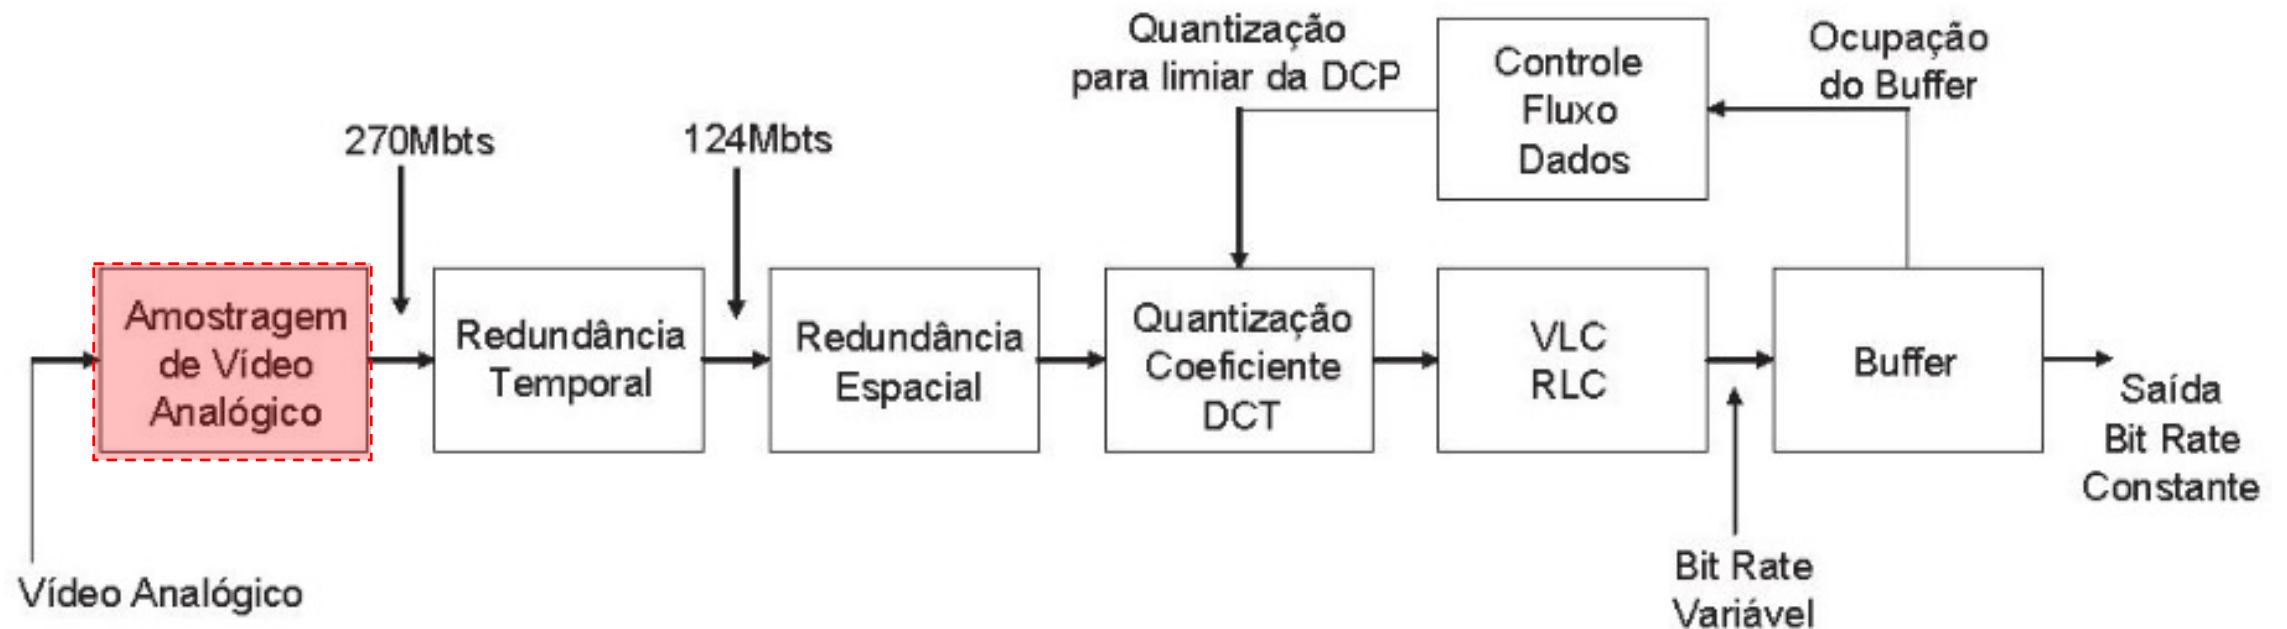 Quantização
para limiar da DCP
Controle
Fluxo
Dados
Ocupação
do Buffer
270Mbts
124Mbts
Amostragem
de Vídeo
Analógico
Redundância
Temporal
Redundância
Espacial
Quantização
Coeficiente
DCT
VLC
RLC
Buffer
Saída
Bit Rate
Constante
Vídeo Analógico
Bit Rate
Variável